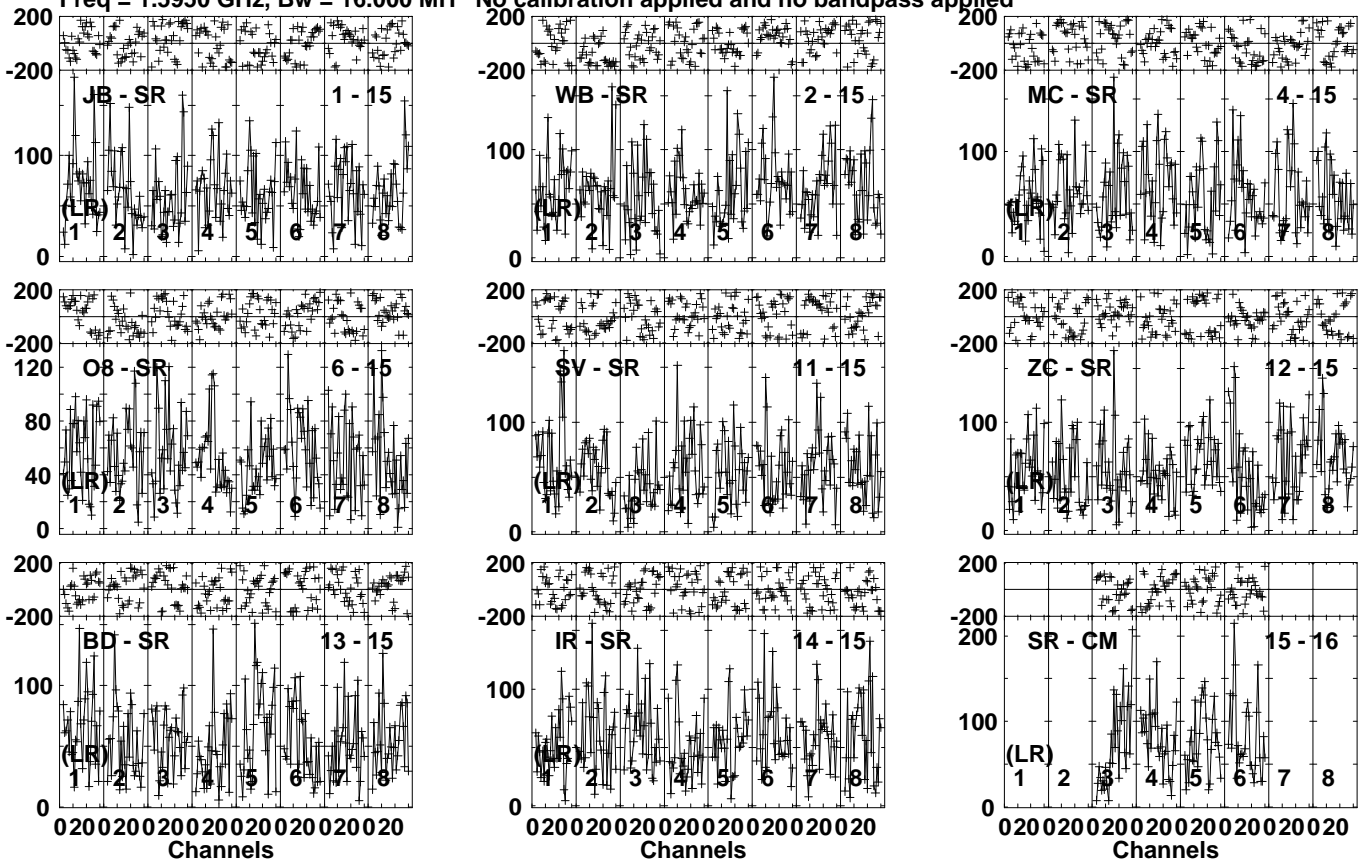 Freq = 1.5950 GHz, Bw = 16.000 MH No calibration applied and no bandpass applied
200 200 200
-200 -200 -200
JB - SR 1 - 15 WB - SR 2 - 15 MC - SR 4 - 15
100 100 100
(LR) (LR) (LR)
1 2 3 4 5 6 7 8 1 2 3 4 5 6 7 8 1 2 3 4 5 6 7 8
0 0 0
200 200 200
-200 -200 -200
120 O8 - SR 6 - 15 SV - SR 11 - 15 ZC - SR 12 - 15
80 100 100
40 (LR) (LR) (LR)
1 2 3 4 5 6 7 8 1 2 3 4 5 6 7 8 1 2 3 4 5 6 7 8
0 0 0
200 200 200
-200 -200 -200
BD - SR 13 - 15 IR - SR 14 - 15 200 SR - CM 15 - 16
100 100 100
(LR) (LR) (LR)
1 2 3 4 5 6 7 8 1 2 3 4 5 6 7 8 1 2 3 4 5 6 7 8
0 0 0
0 20 0 20 0 20 0 20 0 20 0 20 0 20 0 20 0 20 0 20 0 20 0 20 0 20 0 20 0 20 0 20 0 20 0 20 0 20 0 20 0 20 0 20 0 20 0 20
Channels Channels Channels